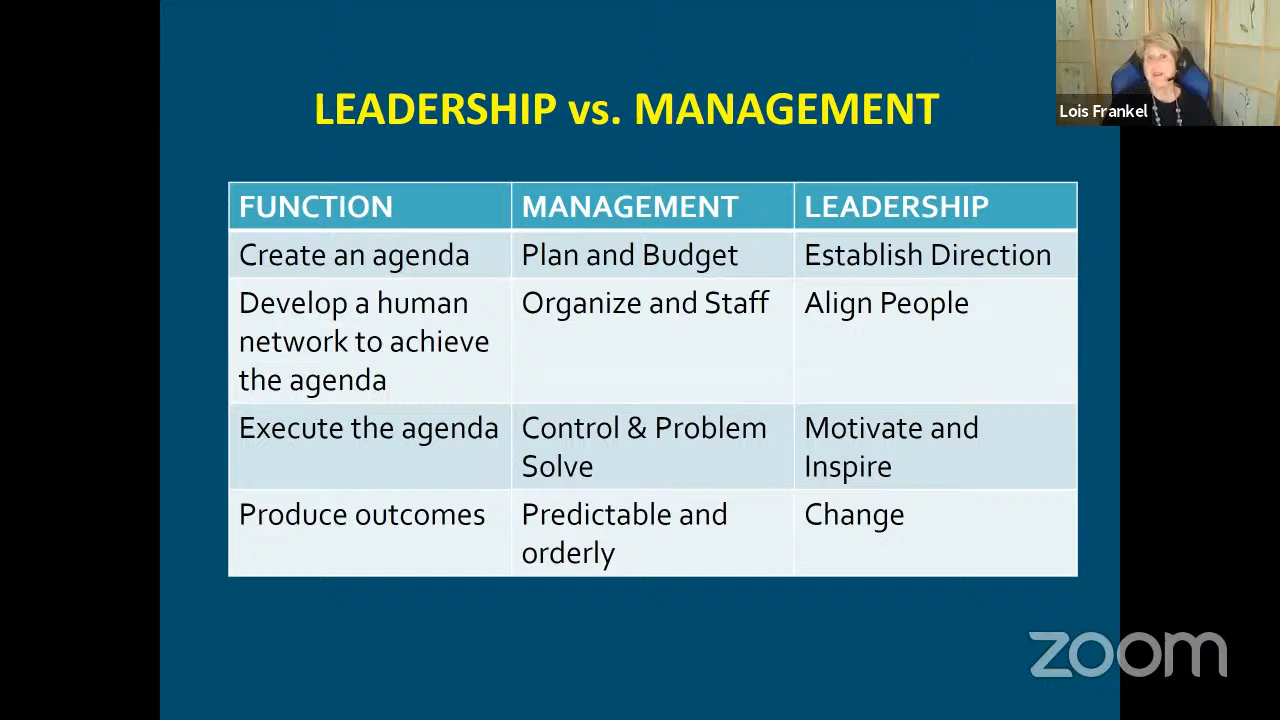 Lois Frankel
LEADERSHIP vs. MANAGEMENT
FUNCTION MANAGEMENT LEADERSHIP
Create an agenda Plan and Budget Establish Direction
Develop a human Organize and Staff Align People
network to achieve
the agenda
Execute the agenda Control & Problem Motivate and
Solve Inspire
Produce outcomes Predictable and Change
orderly
zoom